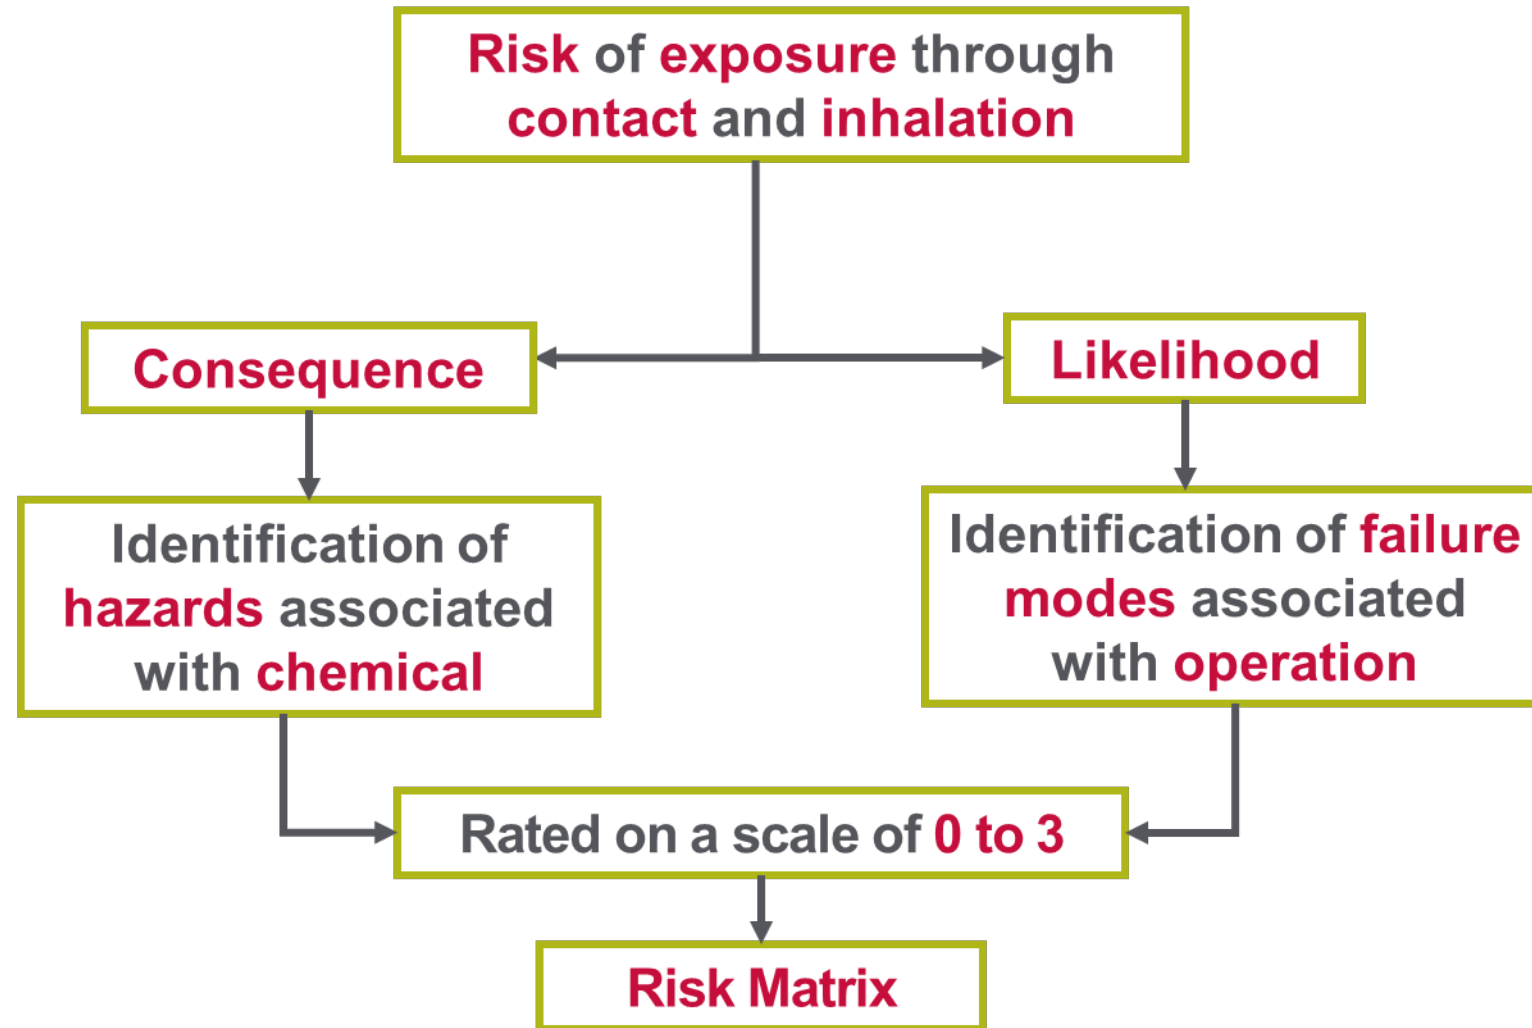 Risk of exposure through
contact and inhalation
Consequence
Likelihood
Identification of
hazards associated
with chemical
Identification of failure
modes associated
with operation
Rated on a scale of 0 to 3
Risk Matrix